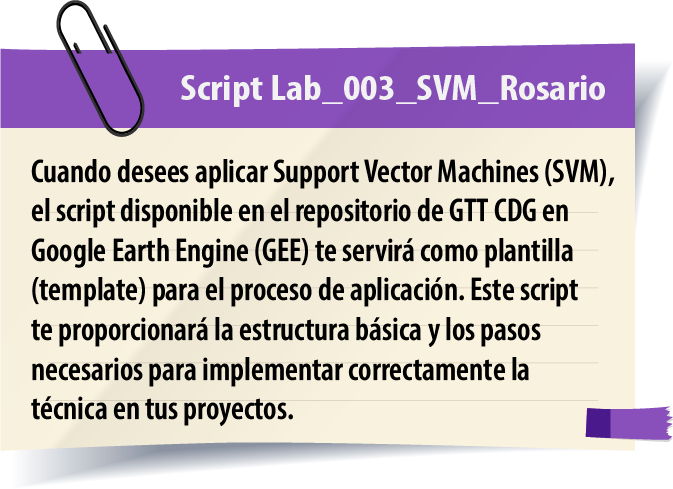 Script Lab_003_SVM_Rosario
Cuando desees aplicar Support Vector Machines (SVM),
el script disponible en el repositorio de GTT CDG en
Google Earth Engine (GEE) te servirá como plantilla
(template) para el proceso de aplicación. Este script
te proporcionará la estructura básica y los pasos
necesarios para implementar correctamente la
técnica en tus proyectos.